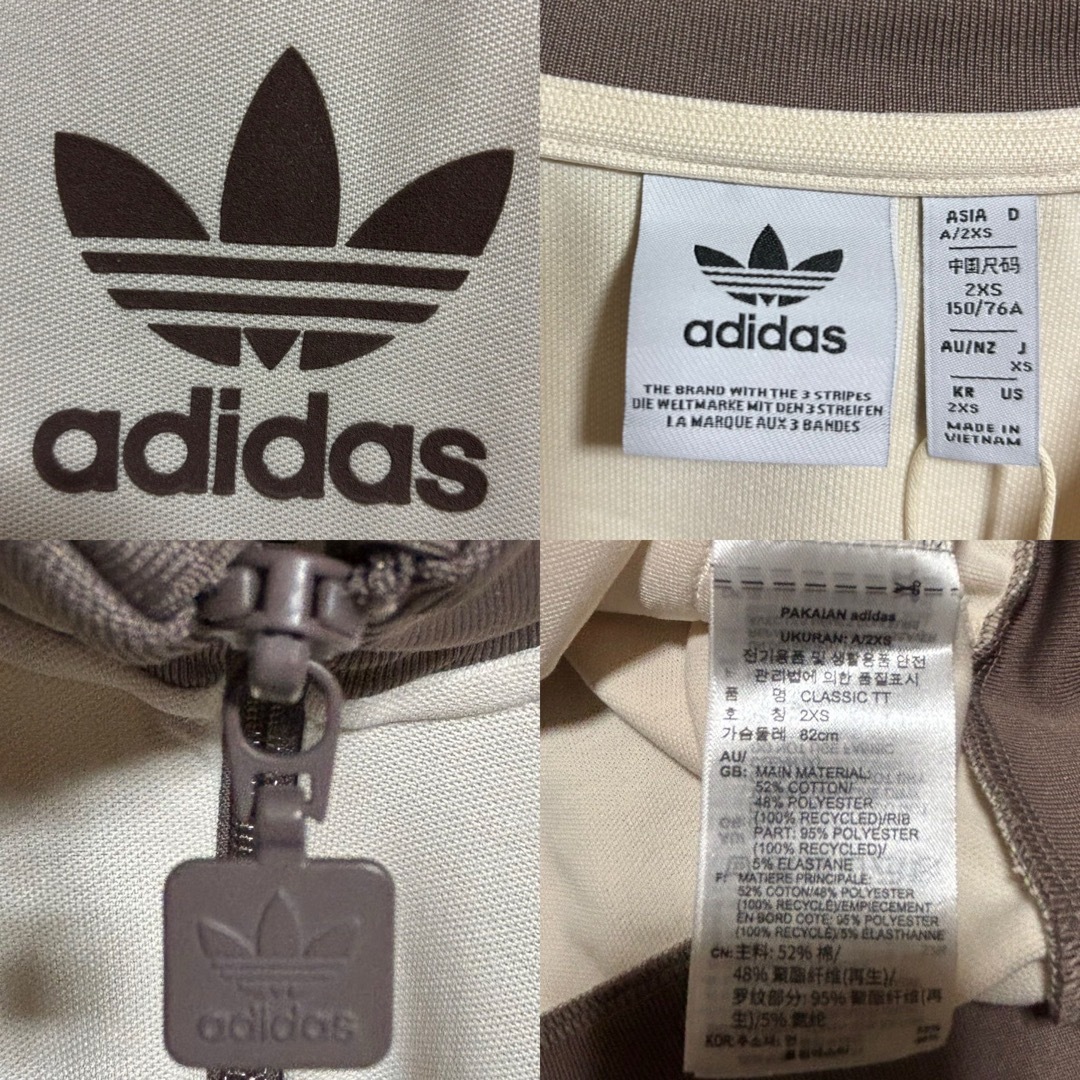 adidas
adidas
THE BRAND WITH THE 3 STRIPES
DIE WELTMARKE MIT DEN 3 STREIFEN
LA MARQUE AUX 3 BANDES
ASIA D
A/2XS
中国尺码
2XS
150/76A
AU/NZ J
XS
KR US
2XS
MADE IN
VIETNAM
adidas
PAKAIAN adidas
UKURAN: A/2XS
전기용품 및 생활용품 안전
관리법에 의한 품질표시
품 명 CLASSIC TT
호 칭 2XS
가슴둘레 82cm
AU/
GB: MAIN MATERIAL:
52% COTTON/
48% POLYESTER
(100% RECYCLED)/RIB
PART: 95% POLYESTER
(100% RECYCLED)/
5% ELASTANE
F: MATIERE PRINCIPALE:
52% COTON/48% POLYESTER
(100% RECYCLÉ)/EMPIECEMENT
EN BORD COTE: 95% POLYESTER
(100% RECYCLÉ)/5% ELASTHANNE
CN: 主料: 52% 棉/
48% 聚酯纤维(再生)/
罗纹部分: 95% 聚酯纤维(再
生)/5% 氨纶
KOR: 주소재: 면